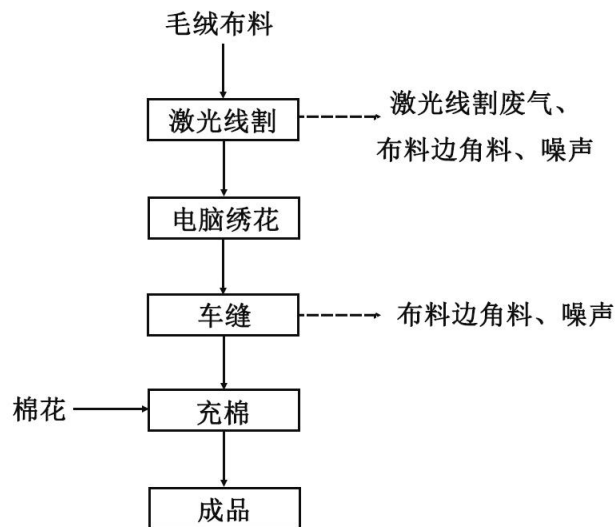 毛绒布料
激光线割
激光线割废气、
布料边角料、噪声
电脑绣花
车缝
布料边角料、噪声
棉花
充棉
成品